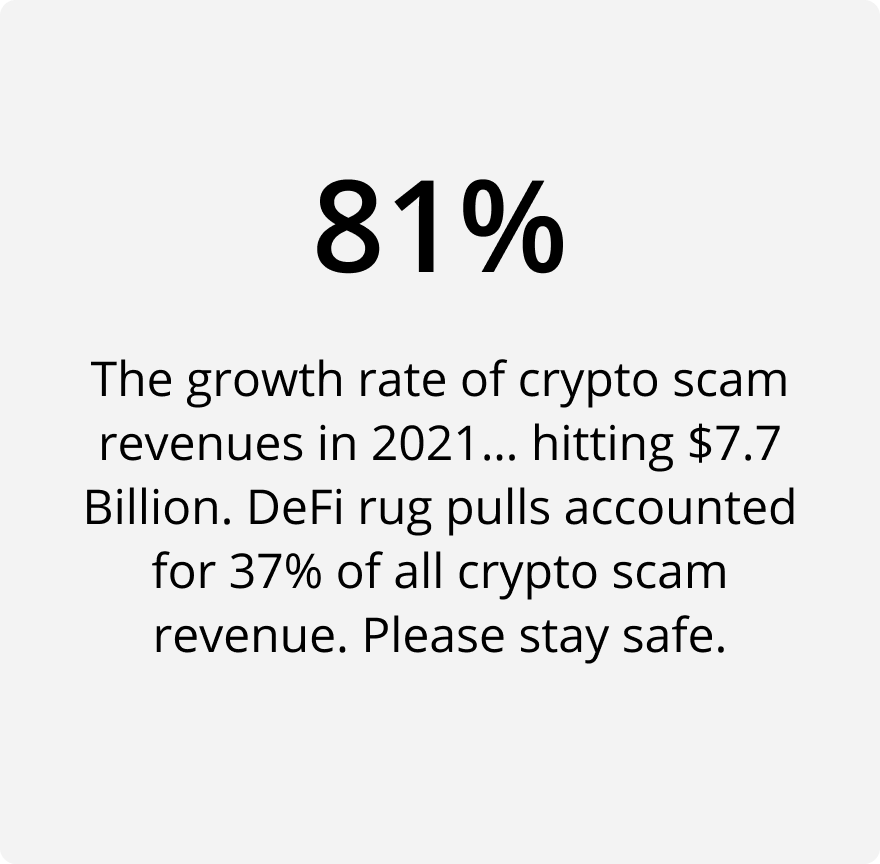 81%
The growth rate of crypto scam
revenues in 2021... hitting $7.7
Billion. DeFi rug pulls accounted
for 37% of all crypto scam
revenue. Please stay safe.